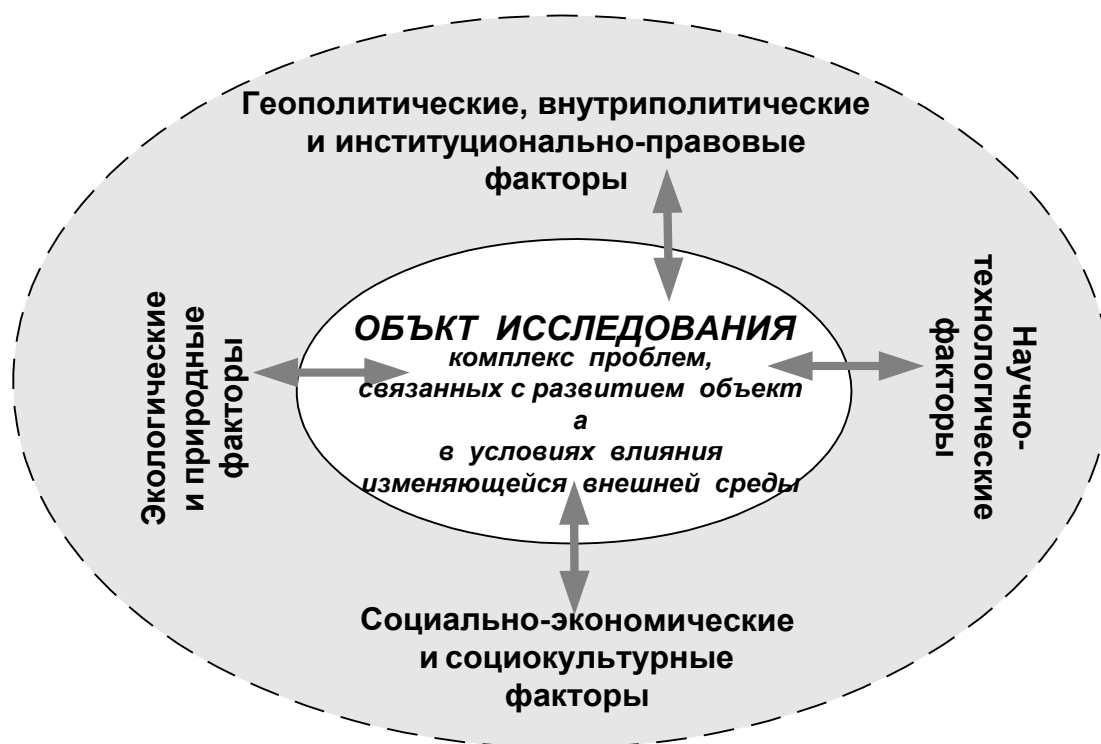 Геополитические, внутриполитические
и институционально-правовые
факторы
Экологические
и природные
факторы
ОБЪКТ ИССЛЕДОВАНИЯ
комплекс проблем,
связанных с развитием объект
а
в условиях влияния
изменяющейся внешней среды
Научно-
технологические
факторы
Социально-экономические
и социокультурные
факторы